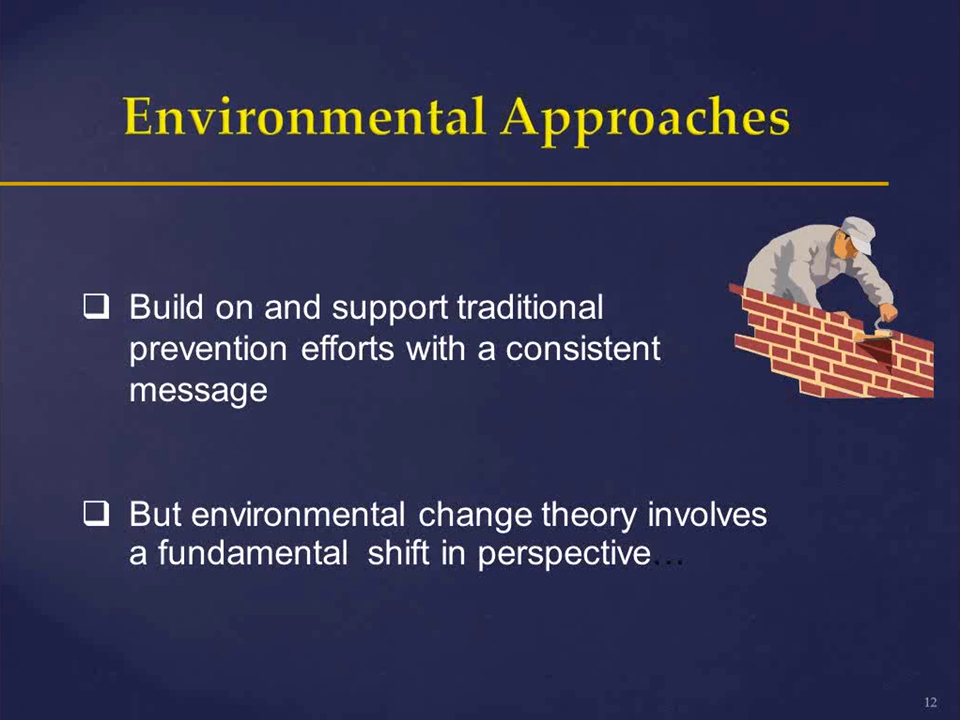 Environmental Approaches
❑ Build on and support traditional
prevention efforts with a consistent
message
❑ But environmental change theory involves
a fundamental  shift in perspective…
12